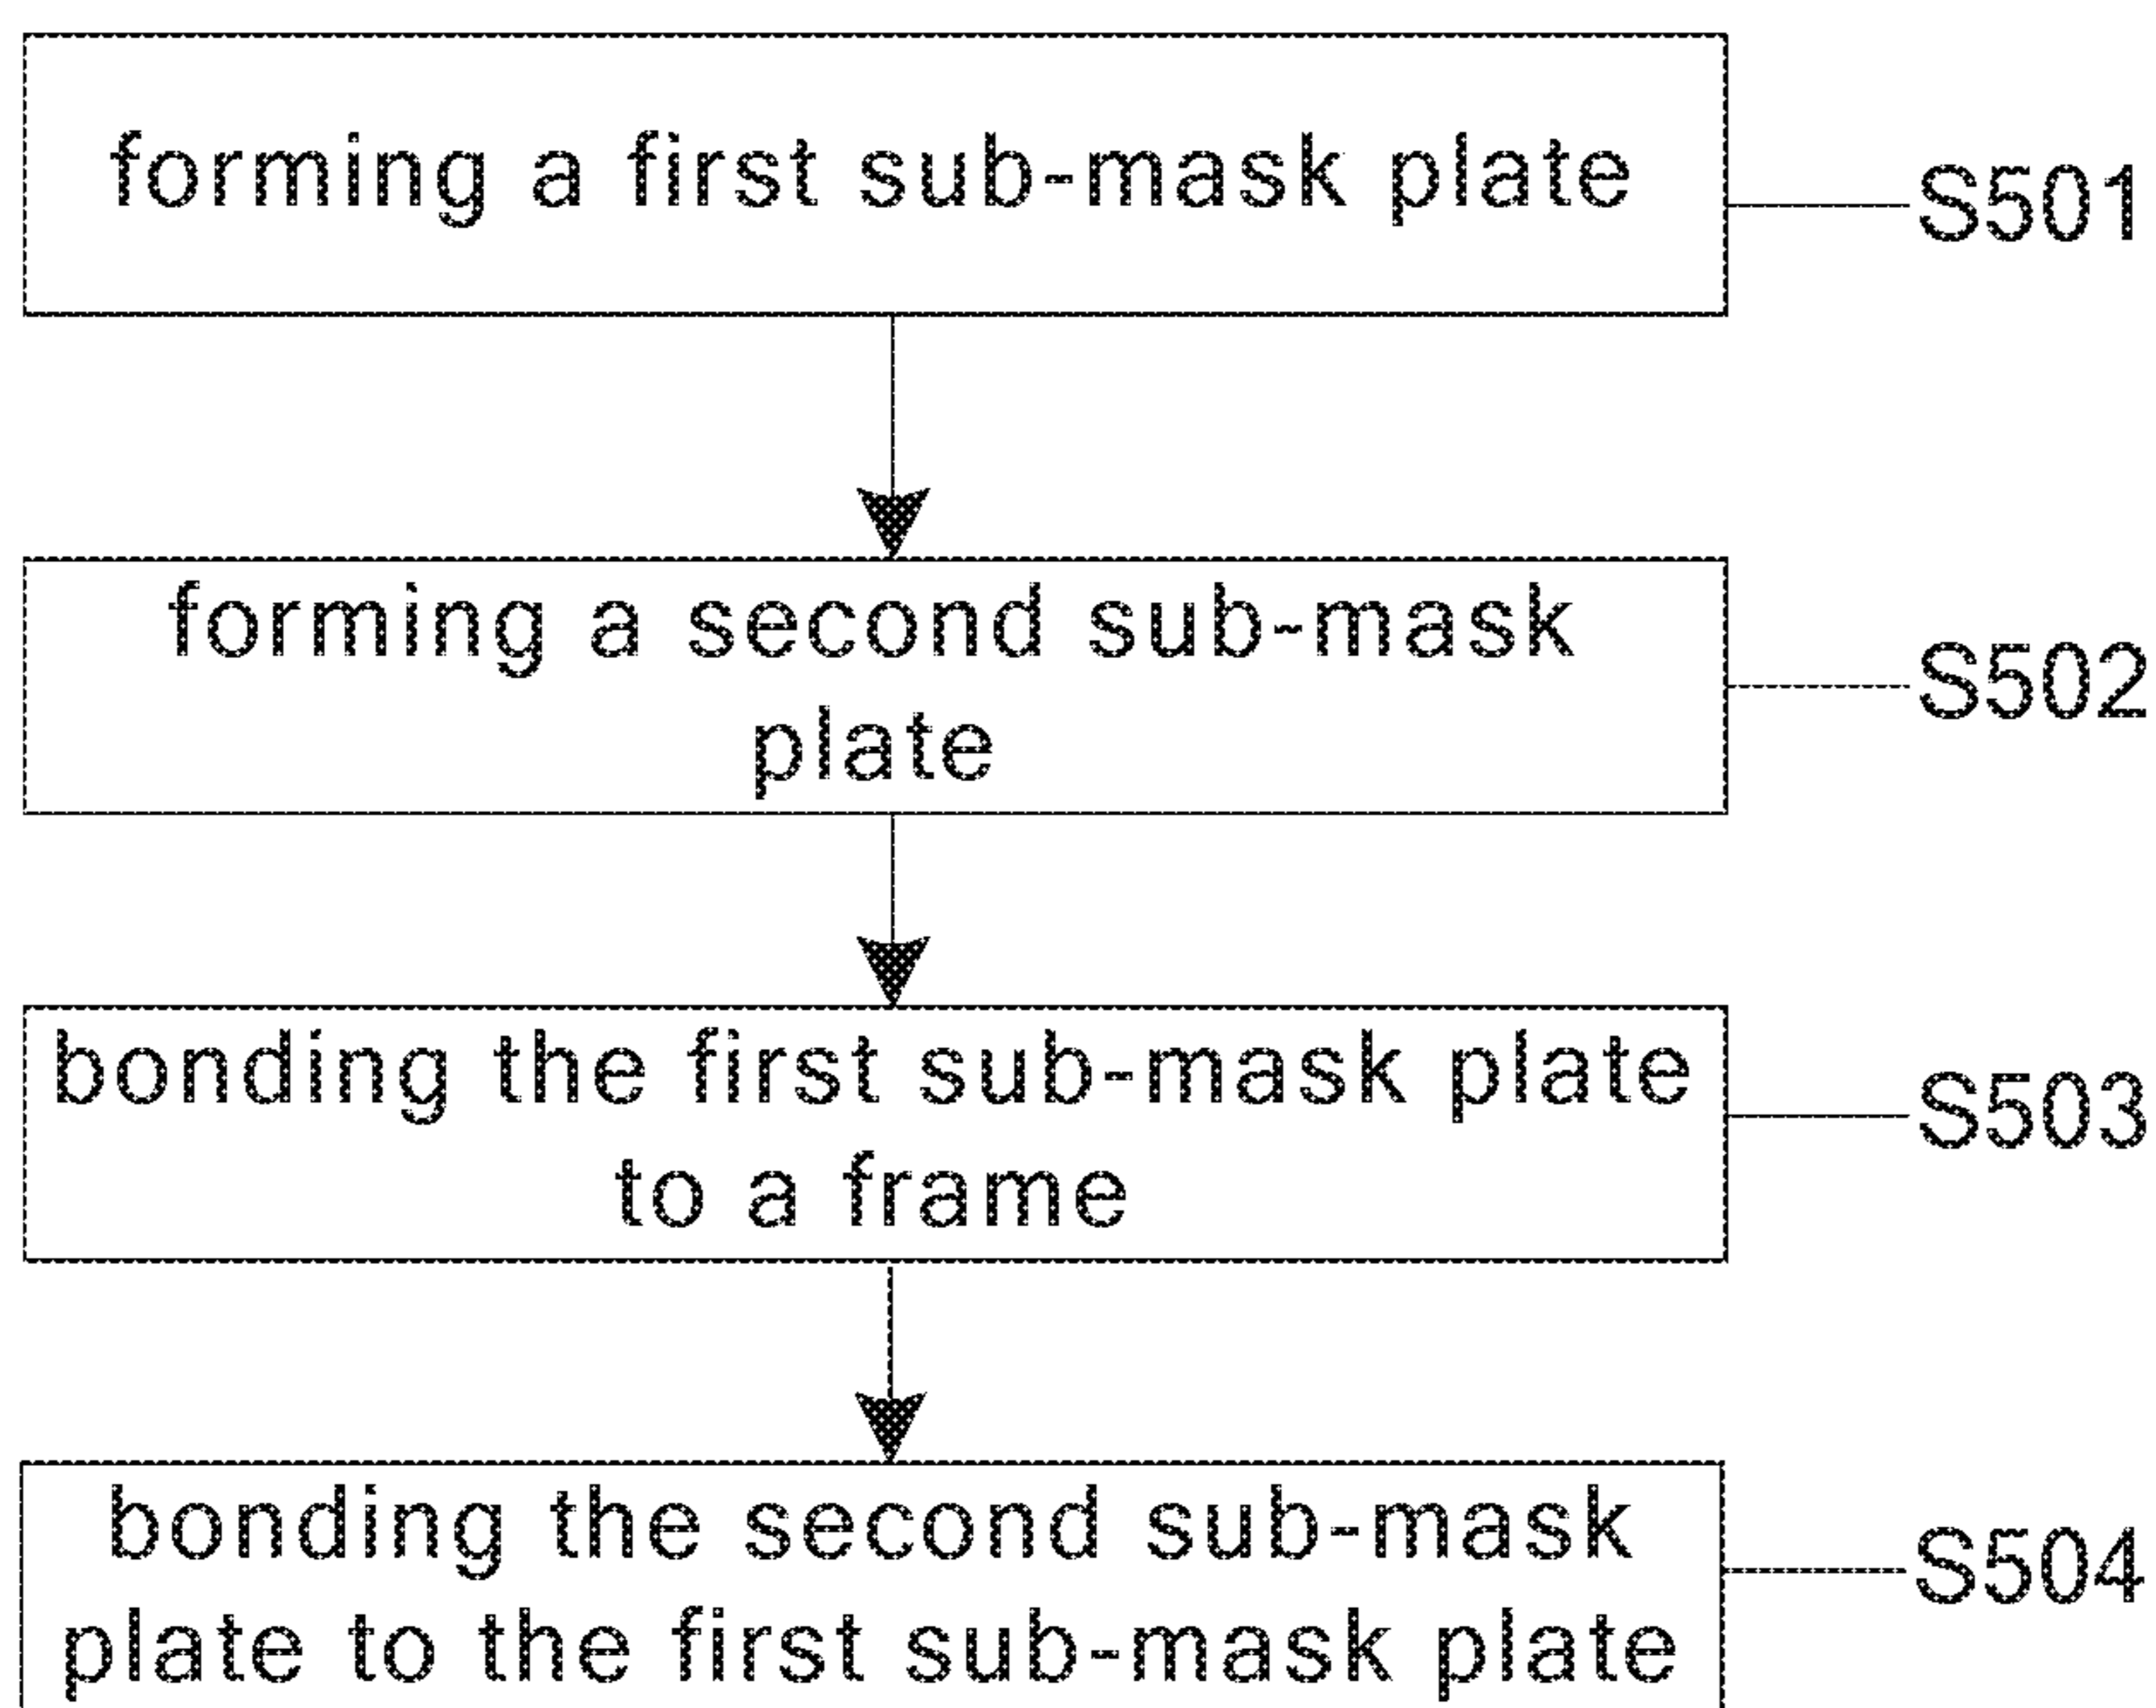 forming a first sub-mask plate
S501
forming a second sub-mask
plate
S502
bonding the first sub-mask plate
to a frame
S503
bonding the second sub-mask
plate to the first sub-mask plate
S504